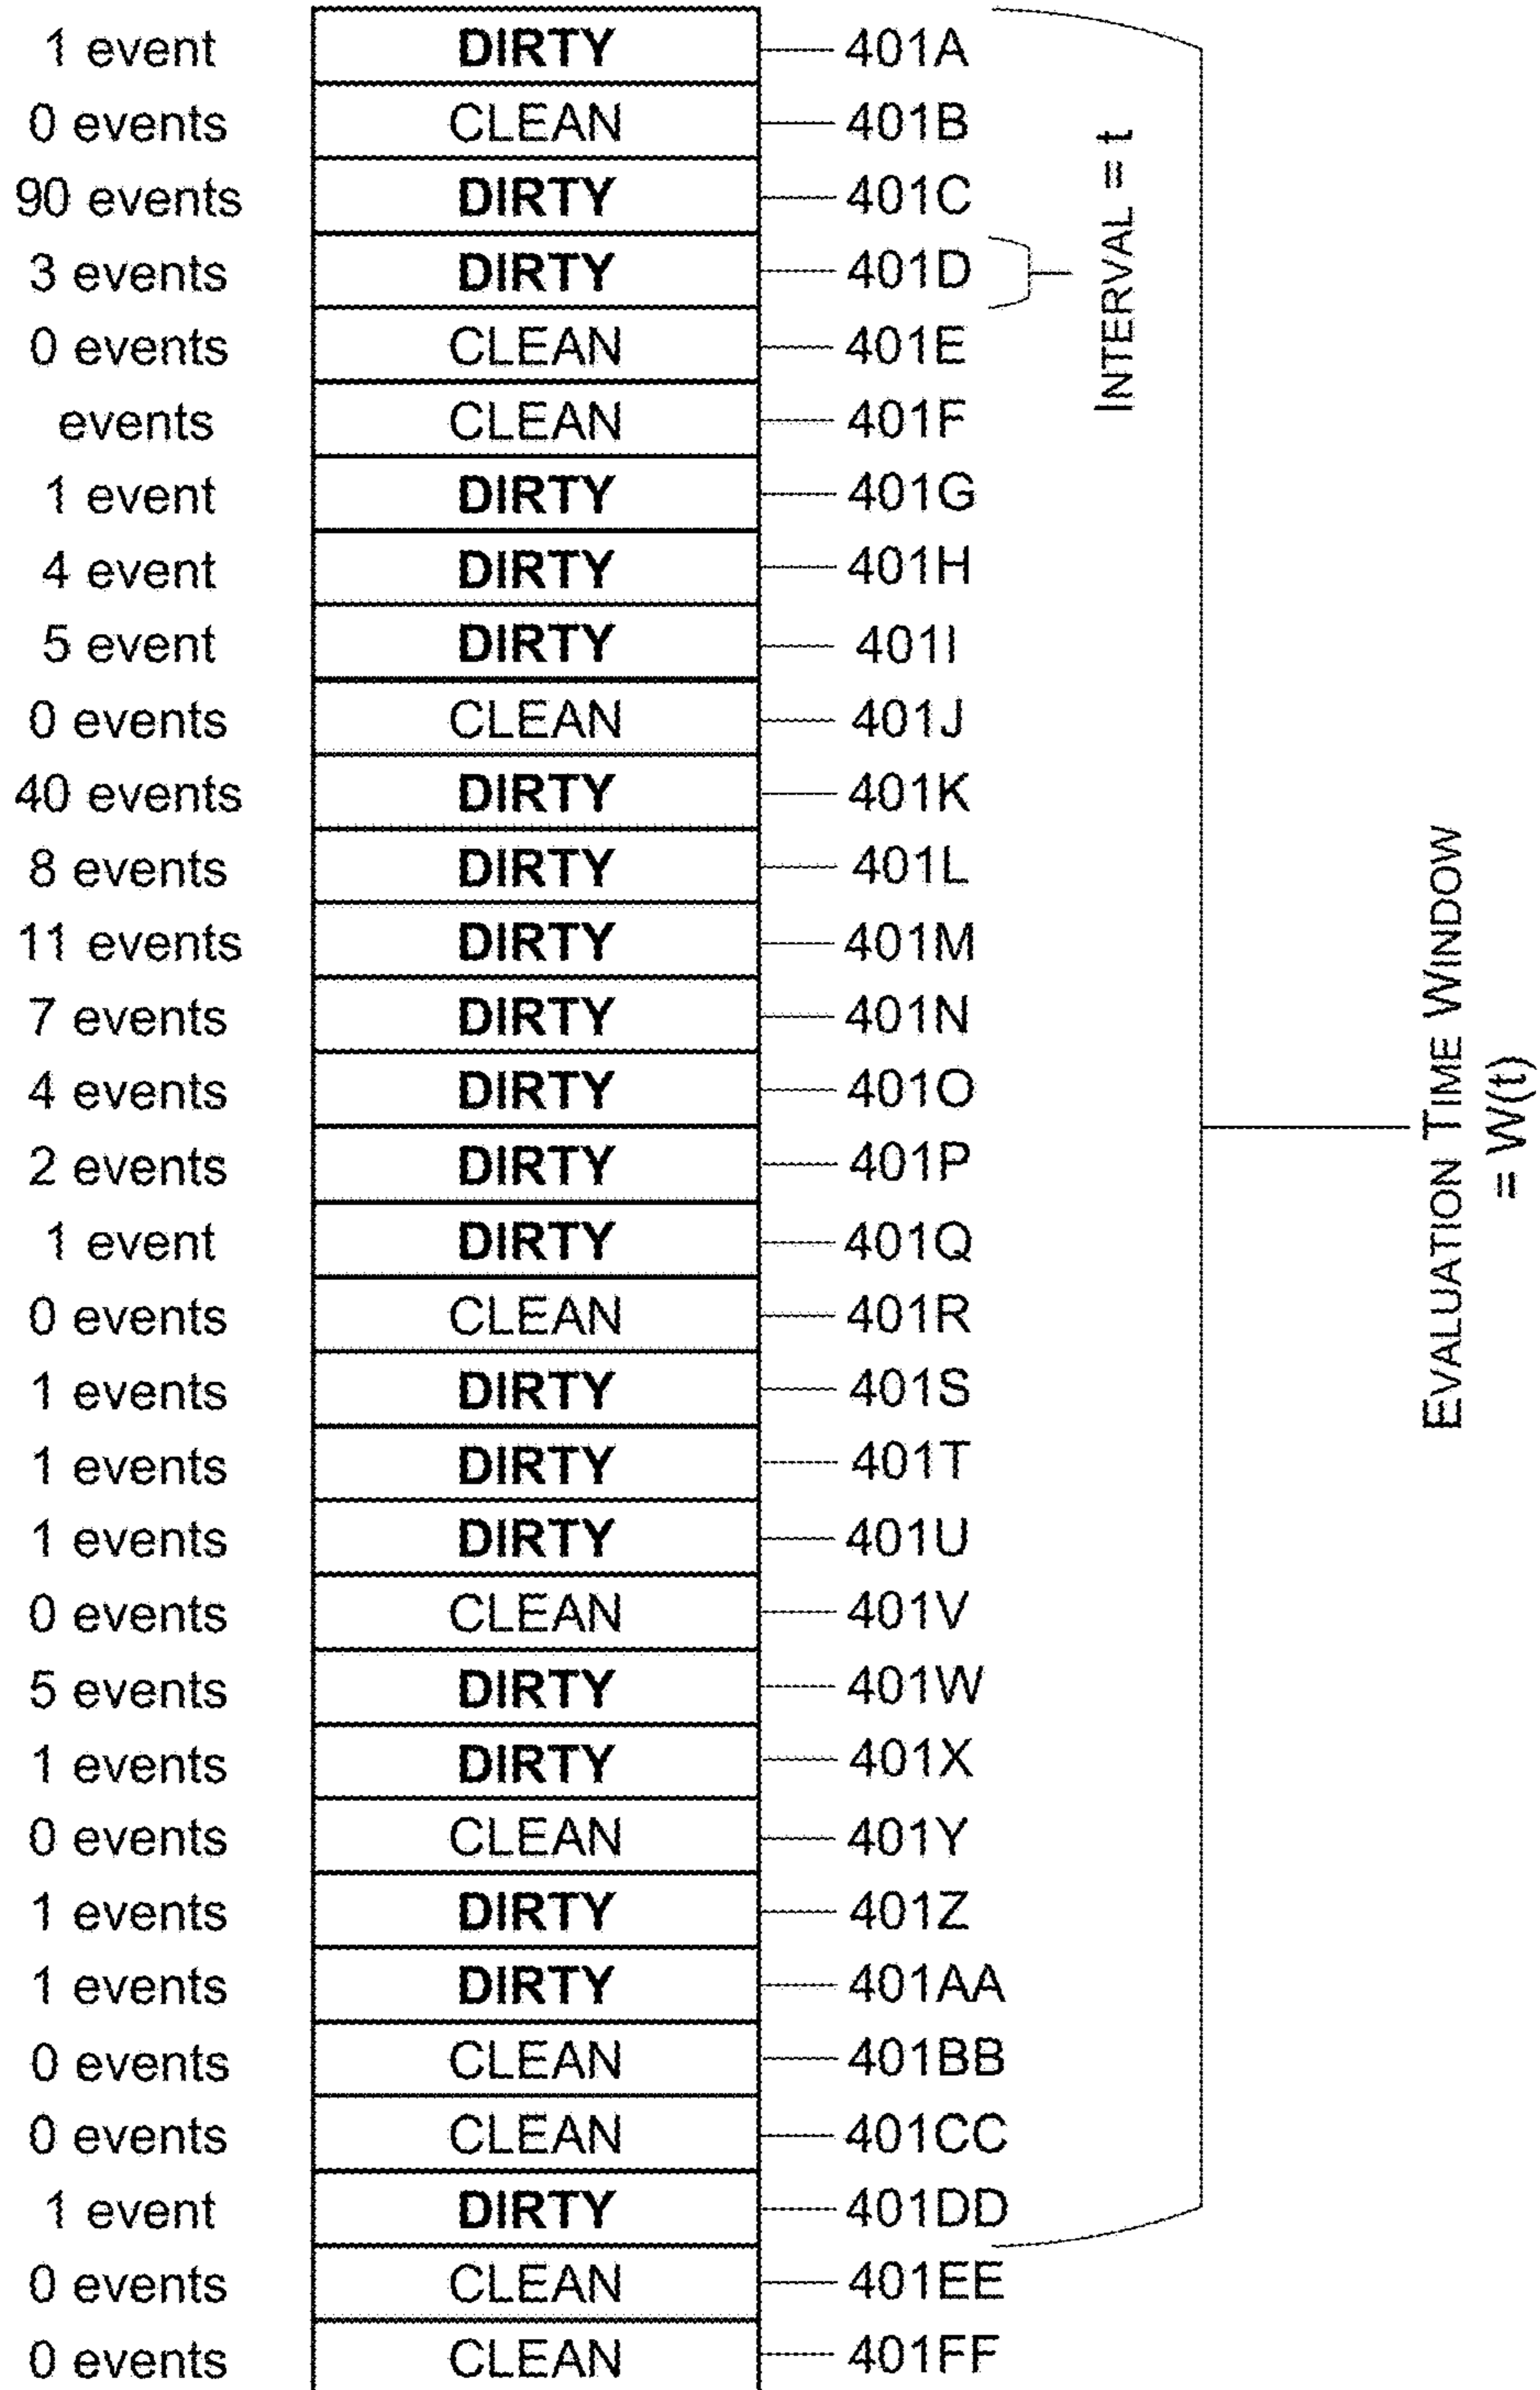 1 event DIRTY 401A
0 events CLEAN 401B
90 events DIRTY 401C
3 events DIRTY 401D
0 events CLEAN 401E
events CLEAN 401F
1 event DIRTY 401G
4 event DIRTY 401H
5 event DIRTY 401I
0 events CLEAN 401J
40 events DIRTY 401K
8 events DIRTY 401L
11 events DIRTY 401M
7 events DIRTY 401N
4 events DIRTY 401O
2 events DIRTY 401P
1 event DIRTY 401Q
0 events CLEAN 401R
1 events DIRTY 401S
1 events DIRTY 401T
1 events DIRTY 401U
0 events CLEAN 401V
5 events DIRTY 401W
1 events DIRTY 401X
0 events CLEAN 401Y
1 events DIRTY 401Z
1 events DIRTY 401AA
0 events CLEAN 401BB
0 events CLEAN 401CC
1 event DIRTY 401DD
0 events CLEAN 401EE
0 events CLEAN 401FF
INTERVAL = t
EVALUATION TIME WINDOW
= W(t)